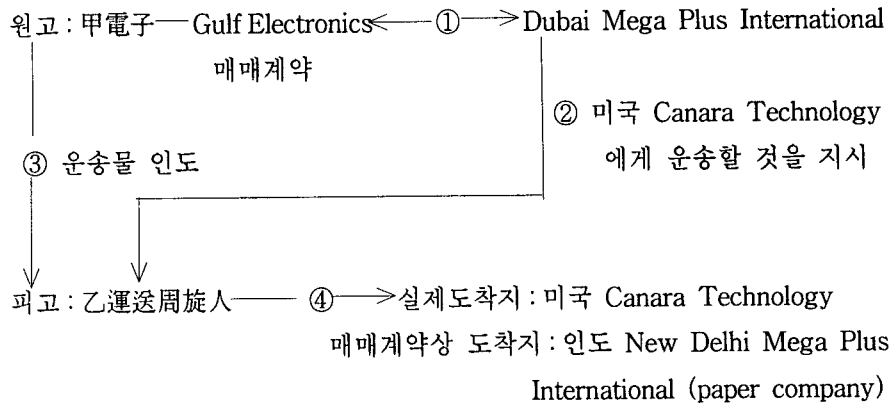 원고 : 甲電子 Gulf Electronics ① Dubai Mega Plus International
매매계약
② 미국 Canara Technology
에게 운송할 것을 지시
③ 운송물 인도
피고 : 乙運送周旋人 ④ 실제도착지 : 미국 Canara Technology
매매계약상 도착지 : 인도 New Delhi Mega Plus
International (paper company)